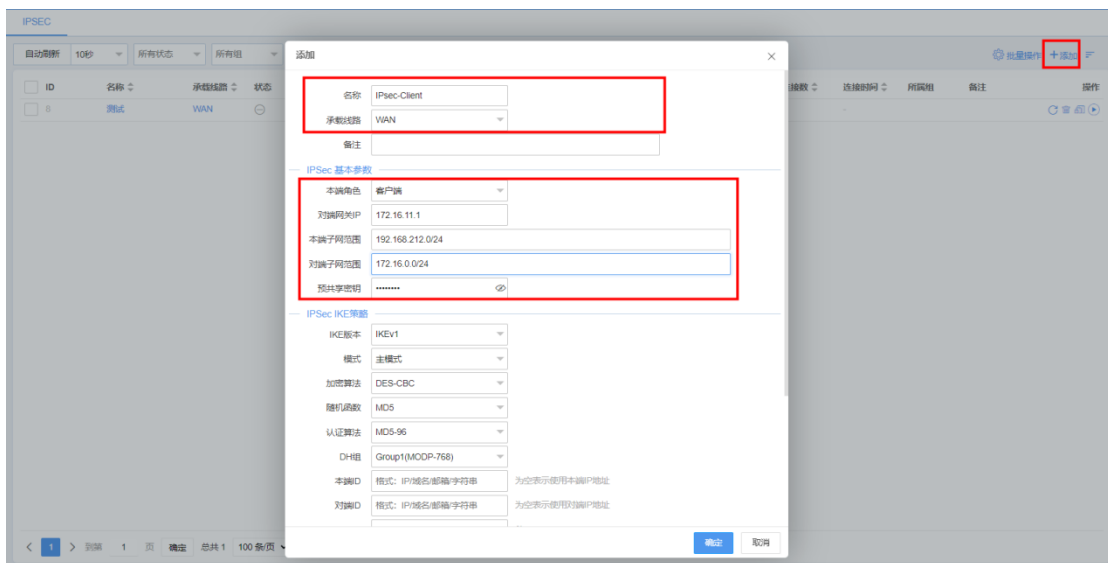 IPSEC
自动刷新 10秒 所有状态 所有组
批量操作 +添加
ID 名称 承载线路 状态 连接时间 所属组 备注 操作
测试 WAN -
添加
名称 IPsec-Client
承载线路 WAN
备注
IPSec 基本参数
本端角色 客户端
对端网关IP 172.16.11.1
本端子网范围 192.168.212.0/24
对端子网范围 172.16.0.0/24
预共享密钥 ••••••••
IPSec IKE策略
IKE版本 IKEv1
模式 主模式
加密算法 DES-CBC
随机函数 MD5
认证算法 MD5-96
DH组 Group1(MODP-768)
本端ID 格式：IP/域名/邮箱/字符串 为空表示使用本端IP地址
对端ID 格式：IP/域名/邮箱/字符串 为空表示使用对端IP地址
确定 取消
1 到第 1 页 确定 总共 1 100 条/页